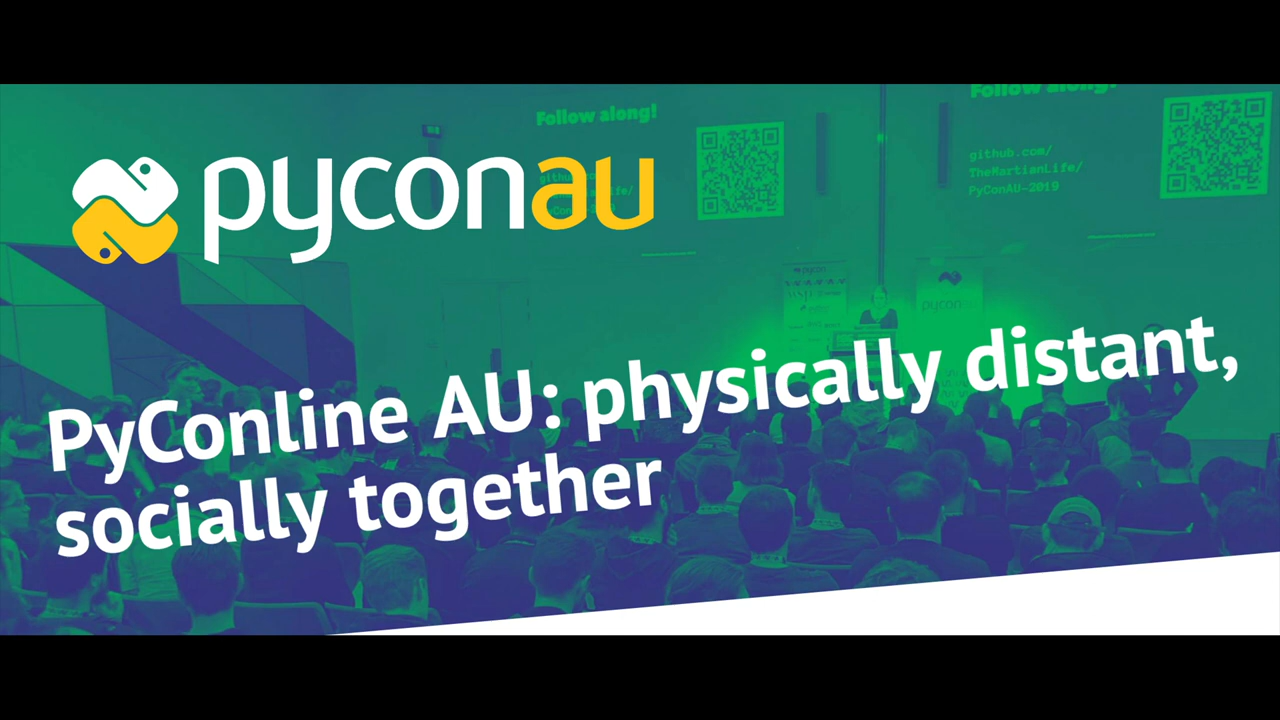 Follow along!
Follow along!
github.com/
TheMartianLife/
PyConAU-2019
pyconau
pycon
pyconau
PyConline AU: physically distant,
socially together